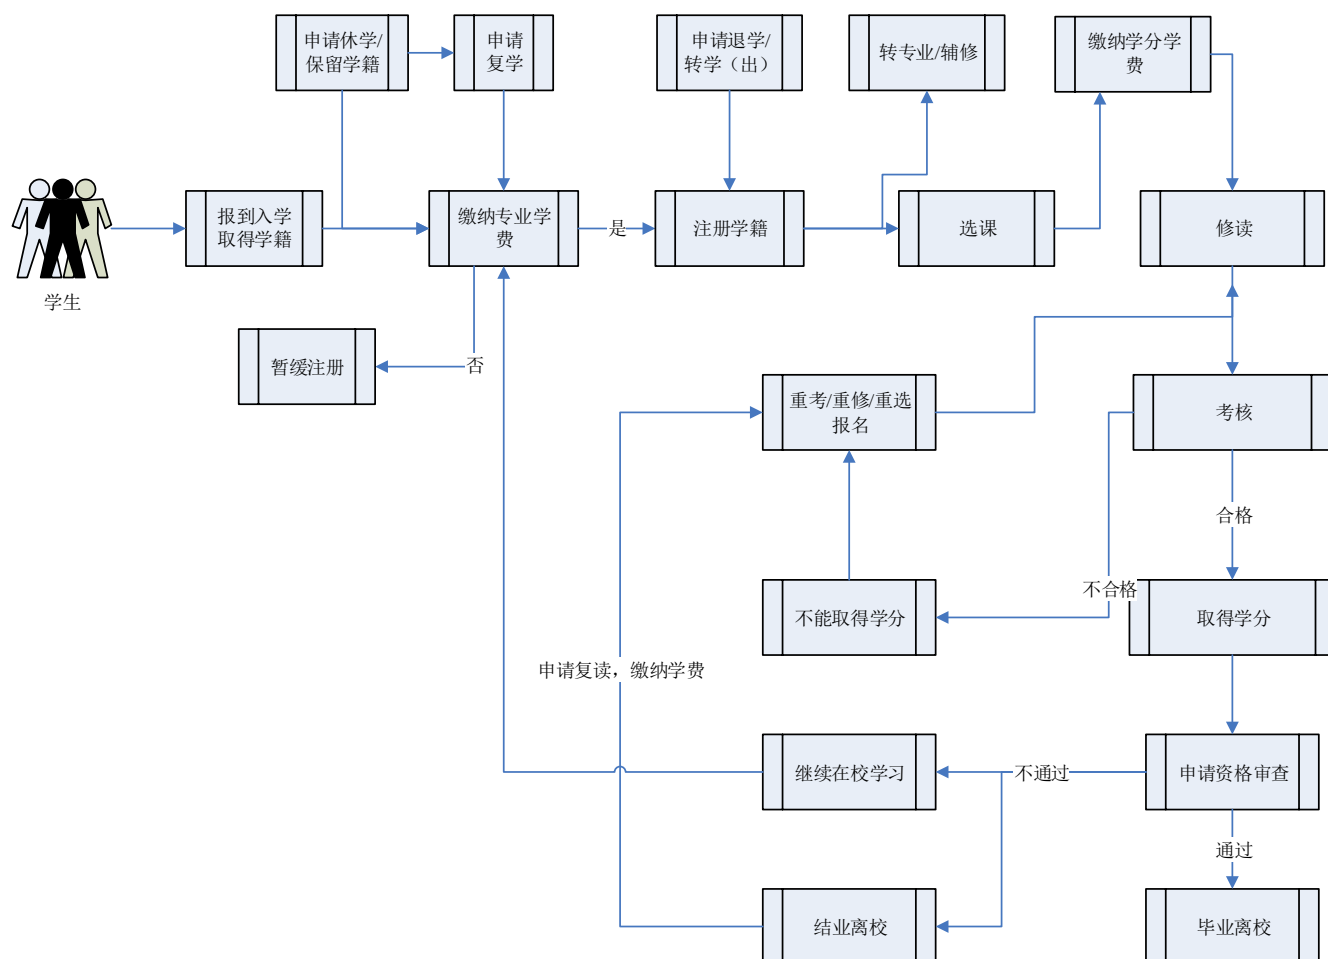 申请休学/
保留学籍
申请
复学
申请退学/
转学（出）
转专业/辅修
缴纳学分学
费
报到入学
取得学籍
缴纳专业学
费
是
注册学籍
选课
修读
学生
暂缓注册
否
重考/重修/重选
报名
考核
合格
不合格
不能取得学分
取得学分
申请复读，缴纳学费
继续在校学习
不通过
申请资格审查
通过
结业离校
毕业离校